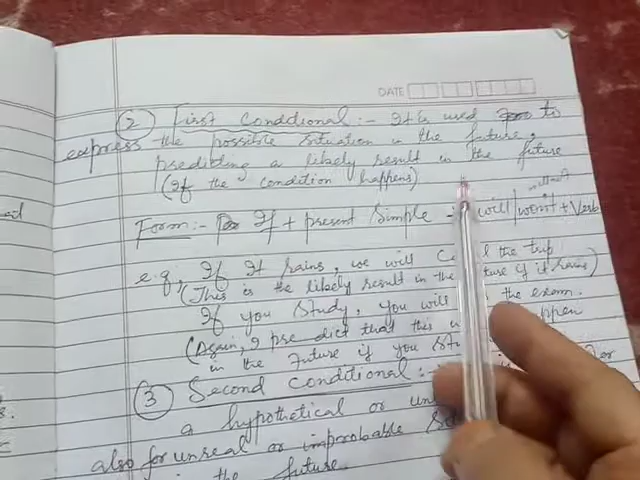 DATE
② First Conditional :- It is used to
express the possible situation in the future,
predicting a likely result in the future
(If the condition happens)
Form :- If + present Simple will/won't + Verb
will not
e.g, If It rains, we will the trip
(This is the likely result in the if it rains)
If you study, you will the exam.
(Again, I predict that this
in the Future if you
③ Second Conditional :-
a hypothetical or
also for unreal or improbable
the future.